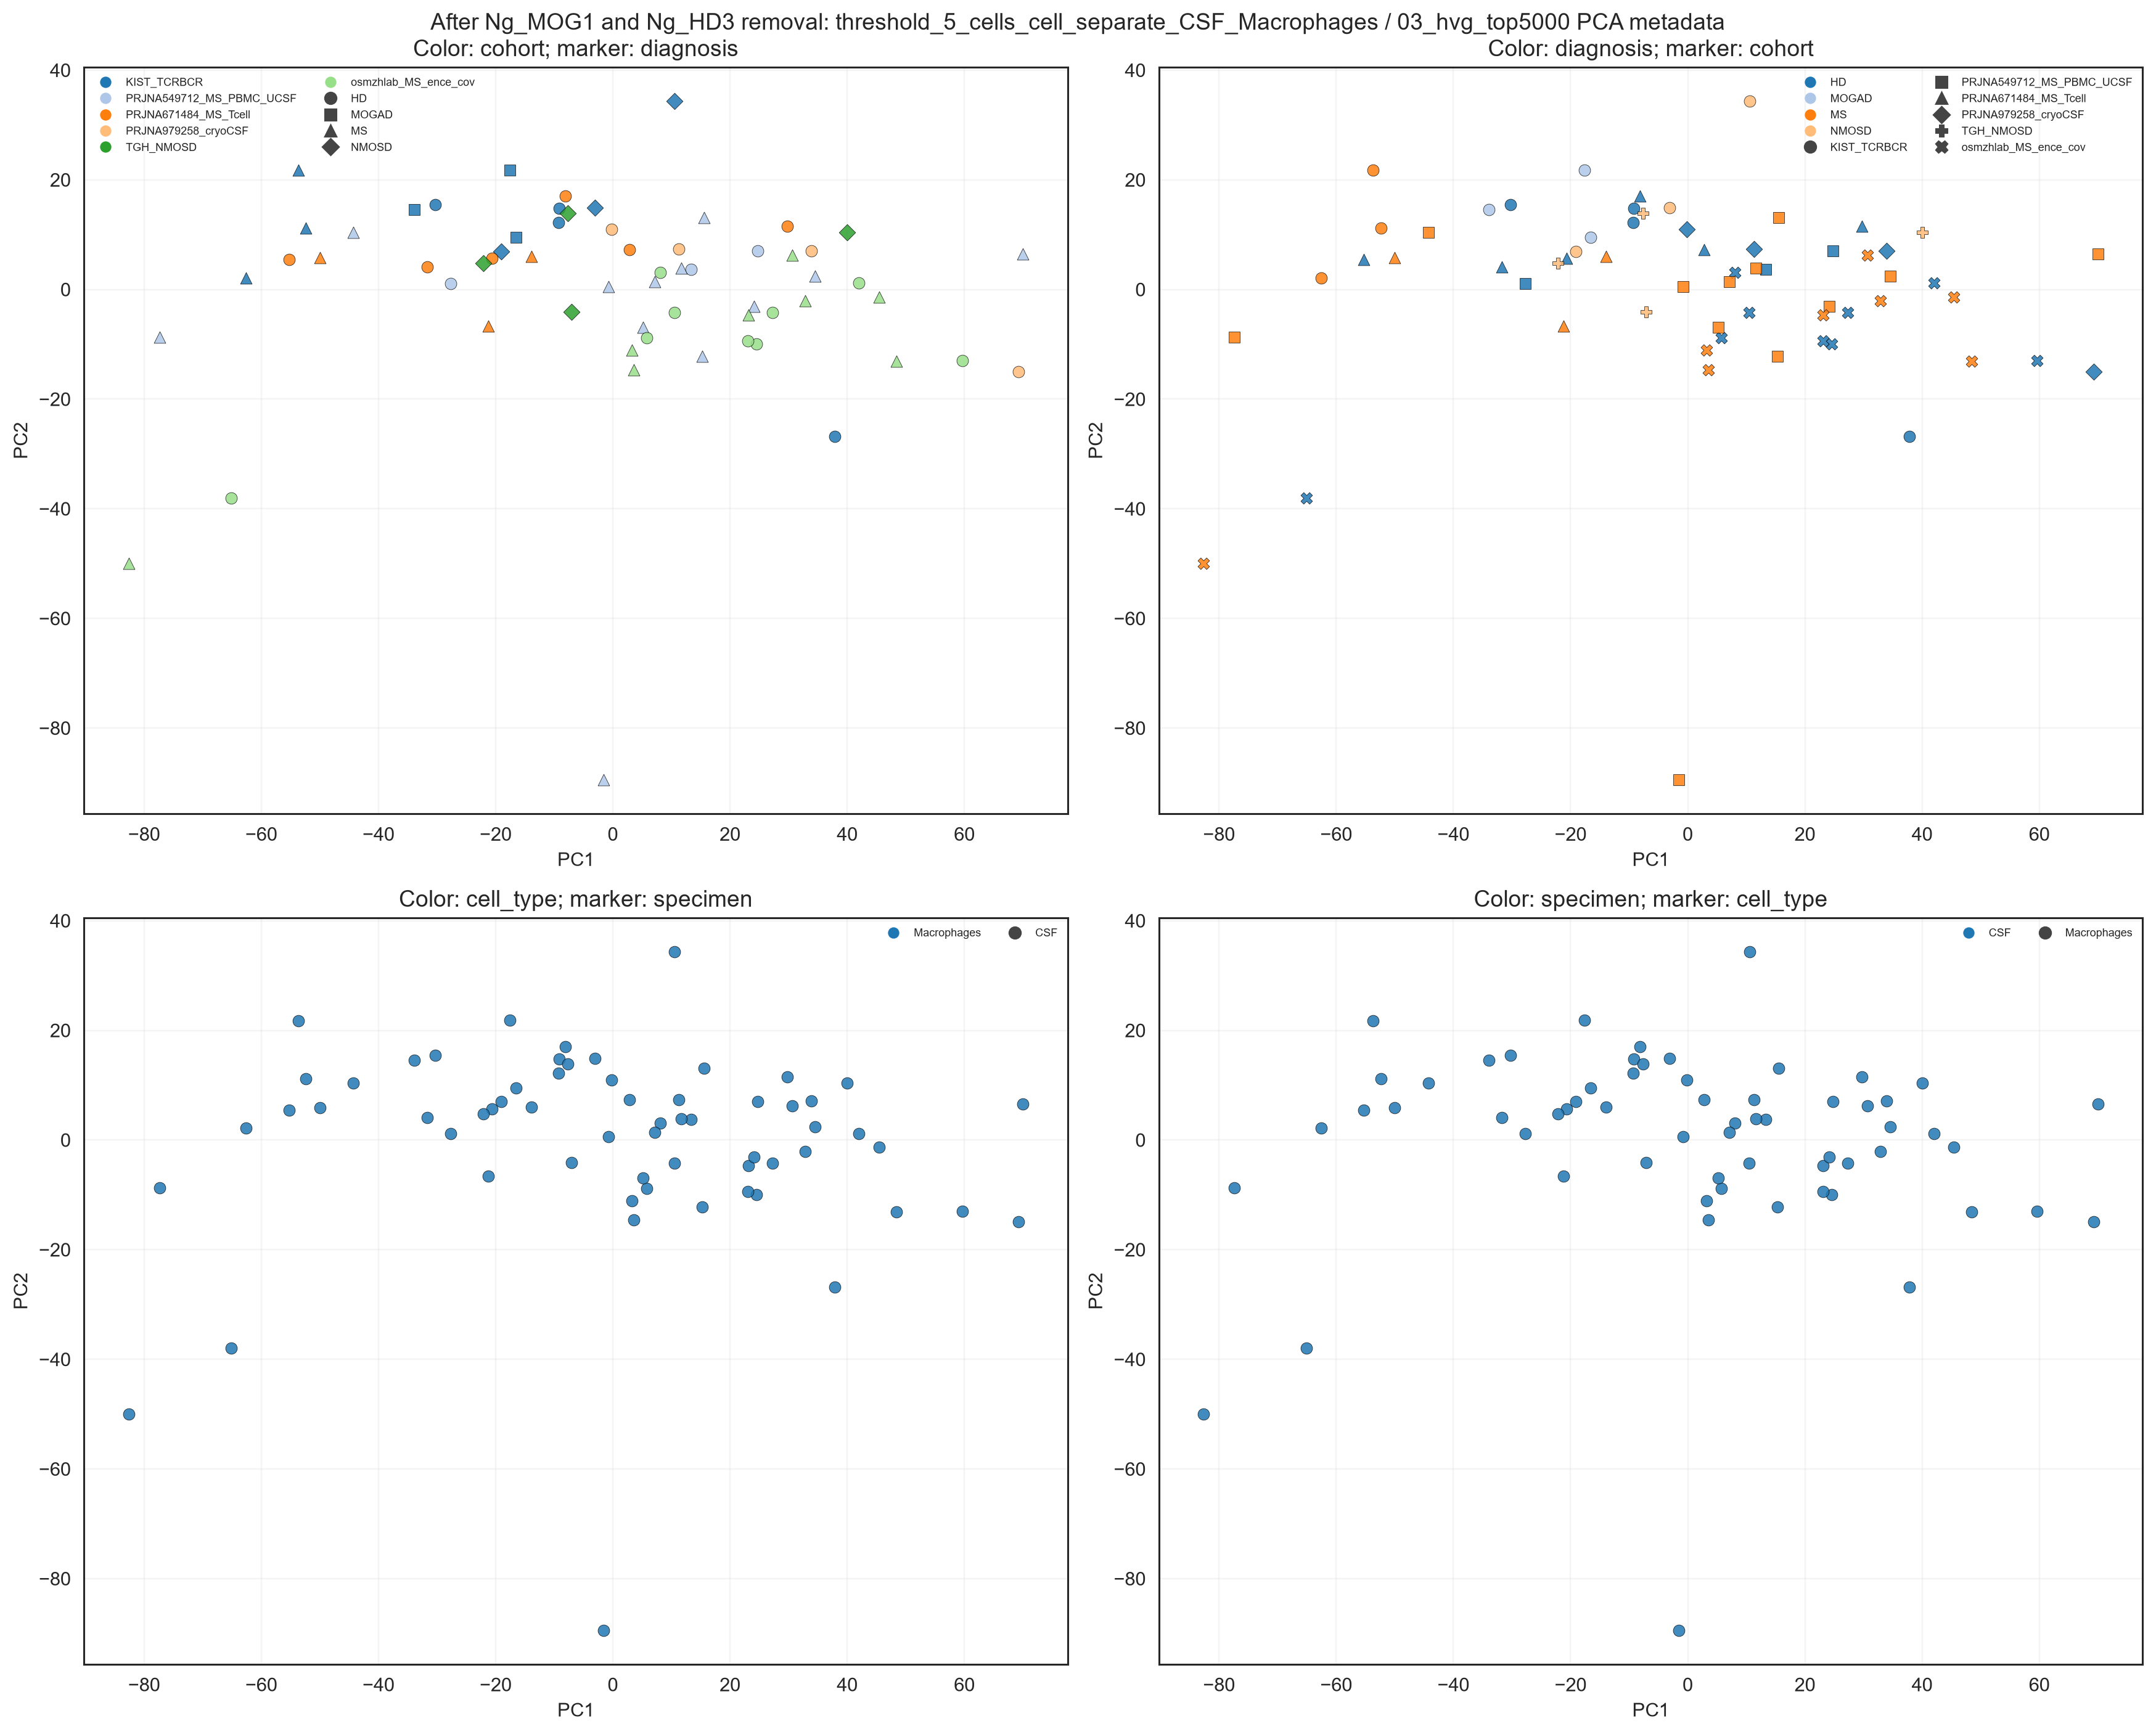 After Ng_MOG1 and Ng_HD3 removal: threshold_5_cells_cell_separate_CSF_Macrophages / 03_hvg_top5000 PCA metadata
Color: cohort; marker: diagnosis
KIST_TCRBCR
PRJNA549712_MS_PBMC_UCSF
PRJNA671484_MS_Tcell
PRJNA979258_cryoCSF
TGH_NMOSD
osmzhlab_MS_ence_cov
HD
MOGAD
MS
NMOSD
40
20
0
−20
−40
−60
−80
PC2
−80 −60 −40 −20 0 20 40 60
PC1
Color: diagnosis; marker: cohort
HD
MOGAD
MS
NMOSD
KIST_TCRBCR
PRJNA549712_MS_PBMC_UCSF
PRJNA671484_MS_Tcell
PRJNA979258_cryoCSF
TGH_NMOSD
osmzhlab_MS_ence_cov
40
20
0
−20
−40
−60
−80
PC2
−80 −60 −40 −20 0 20 40 60
PC1
Color: cell_type; marker: specimen
Macrophages
CSF
40
20
0
−20
−40
−60
−80
PC2
−80 −60 −40 −20 0 20 40 60
PC1
Color: specimen; marker: cell_type
CSF
Macrophages
40
20
0
−20
−40
−60
−80
PC2
−80 −60 −40 −20 0 20 40 60
PC1